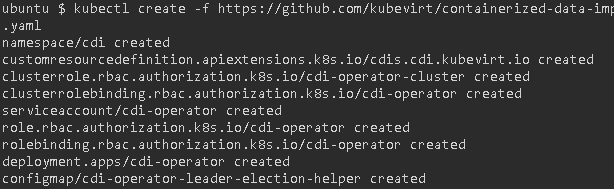 ubuntu $ kubectl create -f https://github.com/kubevirt/containerized-data-imp
.yaml
namespace/cdi created
customresourcedefinition.apiextensions.k8s.io/cdis.cdi.kubevirt.io created
clusterrole.rbac.authorization.k8s.io/cdi-operator-cluster created
clusterrolebinding.rbac.authorization.k8s.io/cdi-operator created
serviceaccount/cdi-operator created
role.rbac.authorization.k8s.io/cdi-operator created
rolebinding.rbac.authorization.k8s.io/cdi-operator created
deployment.apps/cdi-operator created
configmap/cdi-operator-leader-election-helper created